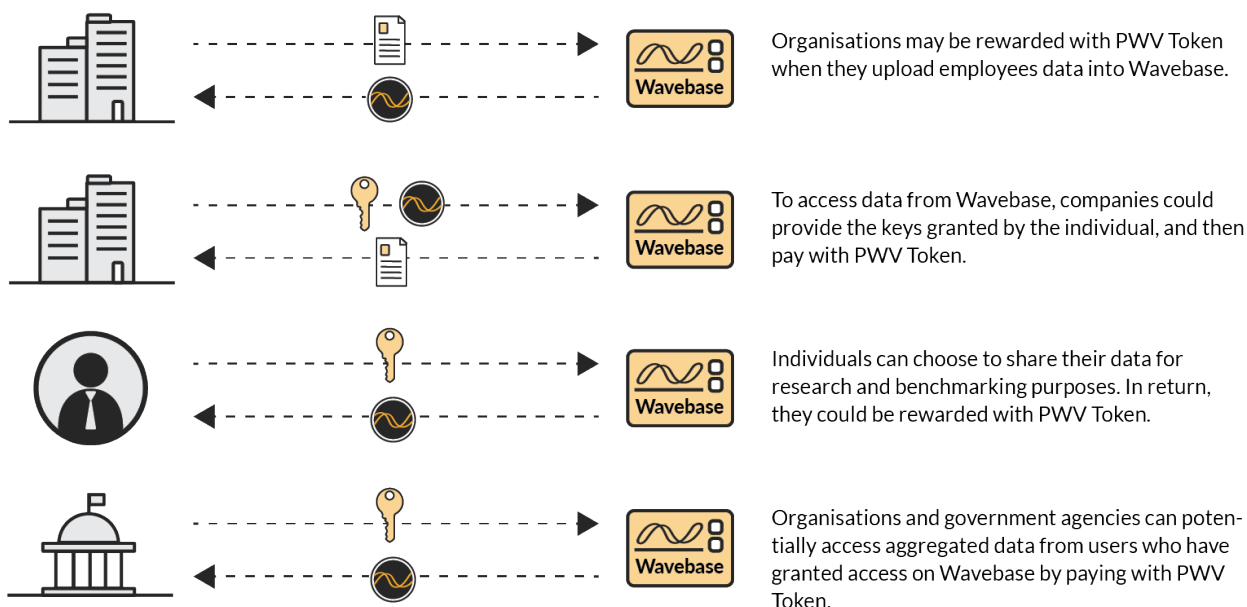 Organisations may be rewarded with PWV Token
when they upload employees data into Wavebase.
Wavebase
To access data from Wavebase, companies could
provide the keys granted by the individual, and then
pay with PWV Token.
Wavebase
Individuals can choose to share their data for
research and benchmarking purposes. In return,
they could be rewarded with PWV Token.
Wavebase
Organisations and government agencies can poten-
tially access aggregated data from users who have
granted access on Wavebase by paying with PWV
Token.
Wavebase